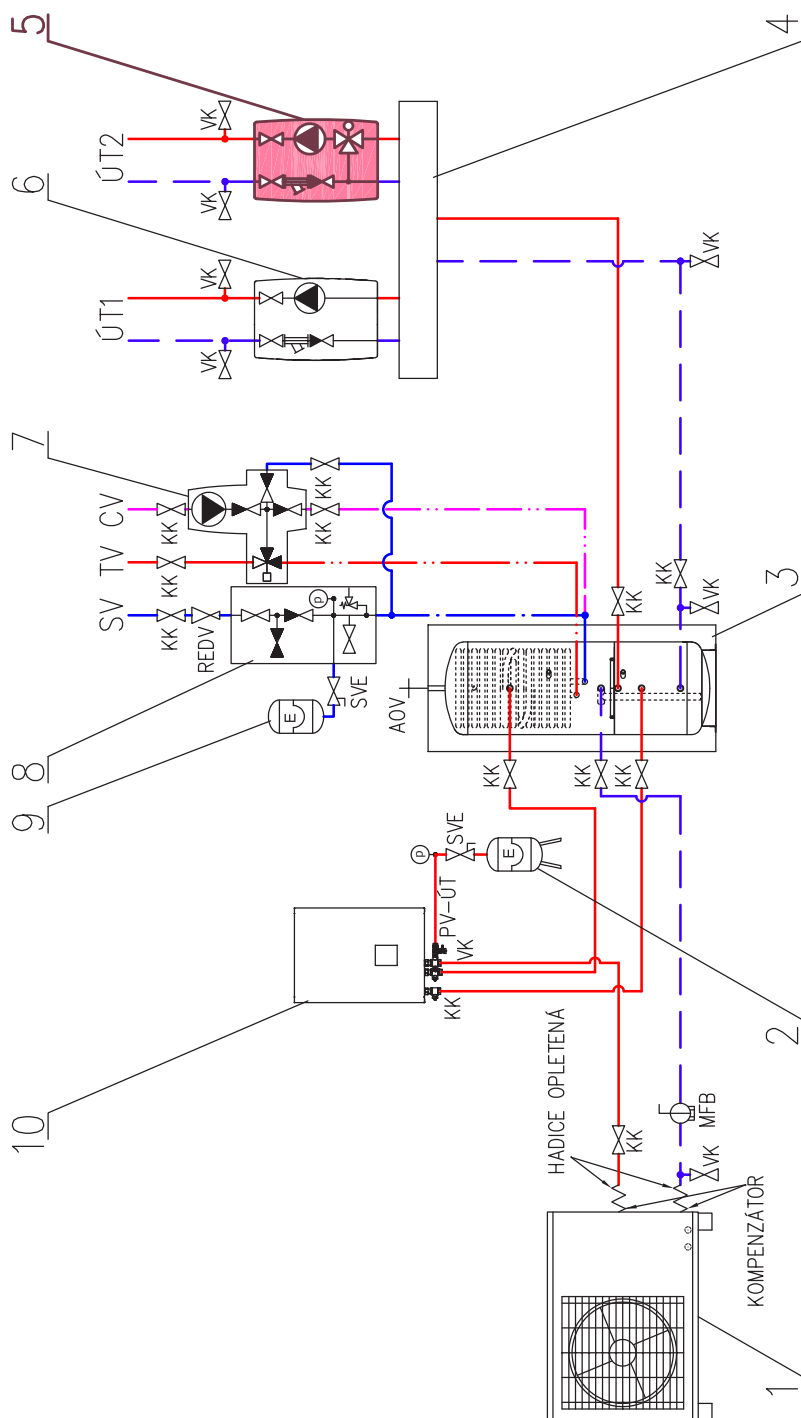 5
ÚT2
VK
VK
6
ÚT1
VK
VK
4
VK
7
CV
TV
SV
KK
KK
KK
KK
KK
REDV
P
8
E
SVE
9
AOV
KK
KK
KK
VK
3
KK
KK
KK
10
P
SVE
E
PV-ÚT
VK
KK
2
HADICE OPLETENÁ
KK
MFB
VK
KOMPENZÁTOR
1